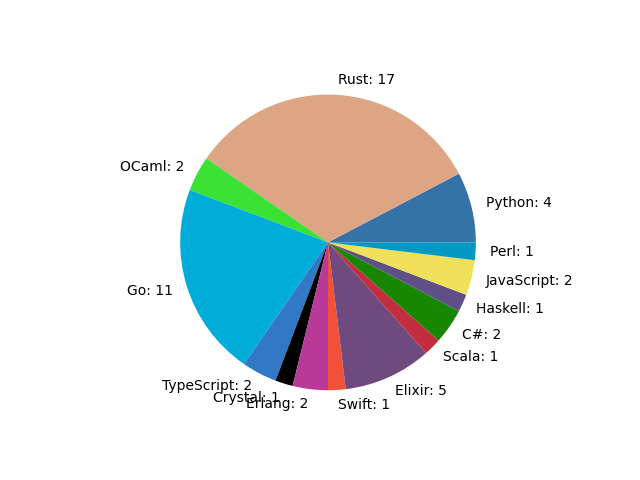 Rust: 17
OCaml: 2
Python: 4
Go: 11
Perl: 1
JavaScript: 2
Haskell: 1
C#: 2
Scala: 1
TypeScript: 2
Crystal: 1
Erlang: 2
Swift: 1
Elixir: 5